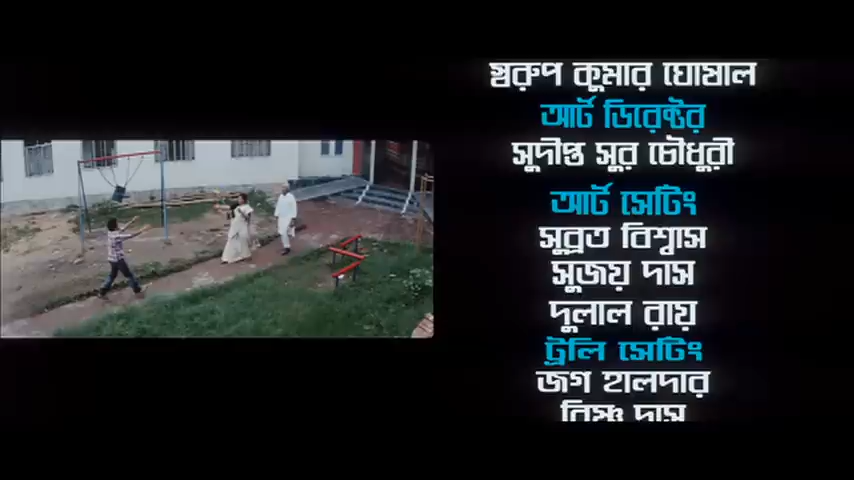 স্বরুপ কুমার ঘোষাল
আর্ট ডিরেক্টর
সুদীপ্ত সুর চৌধুরী
আর্ট সেটিং
সুব্রত বিশ্বাস
সুজয় দাস
দুলাল রায়
ট্রলি সেটিং
জগ হালদার
বিষ্ণু দাস